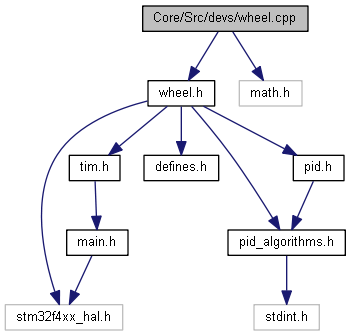 Core/Src/devs/wheel.cpp
wheel.h
math.h
tim.h
defines.h
pid.h
main.h
pid_algorithms.h
stm32f4xx_hal.h
stdint.h